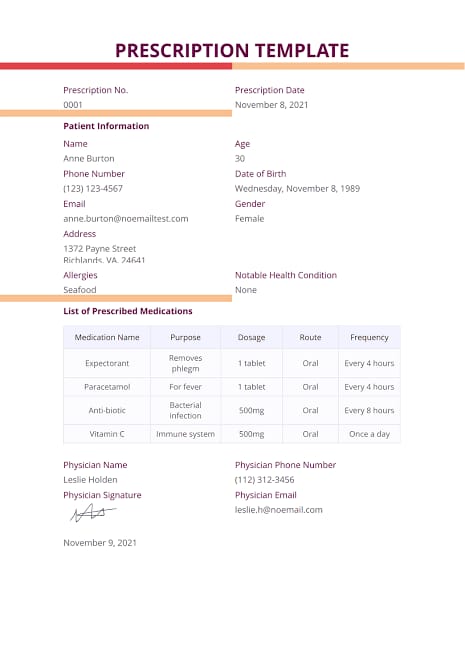 PRESCRIPTION TEMPLATE
Prescription No.
Prescription Date
0001
November 8, 2021
Patient Information
Name
Age
Anne Burton
30
Phone Number
Date of Birth
(123) 123-4567
Wednesday, November 8, 1989
Email
Gender
anne.burton@noemailtest.com
Female
Address
1372 Payne Street
Richlands, VA, 24641
Allergies
Notable Health Condition
Seafood
None
List of Prescribed Medications
Medication Name Purpose Dosage Route Frequency
Expectorant Removes phlegm 1 tablet Oral Every 4 hours
Paracetamol For fever 1 tablet Oral Every 4 hours
Anti-biotic Bacterial infection 500mg Oral Every 8 hours
Vitamin C Immune system 500mg Oral Once a day
Physician Name
Physician Phone Number
Leslie Holden
(112) 312-3456
Physician Signature
Physician Email
leslie.h@noemail.com
November 9, 2021